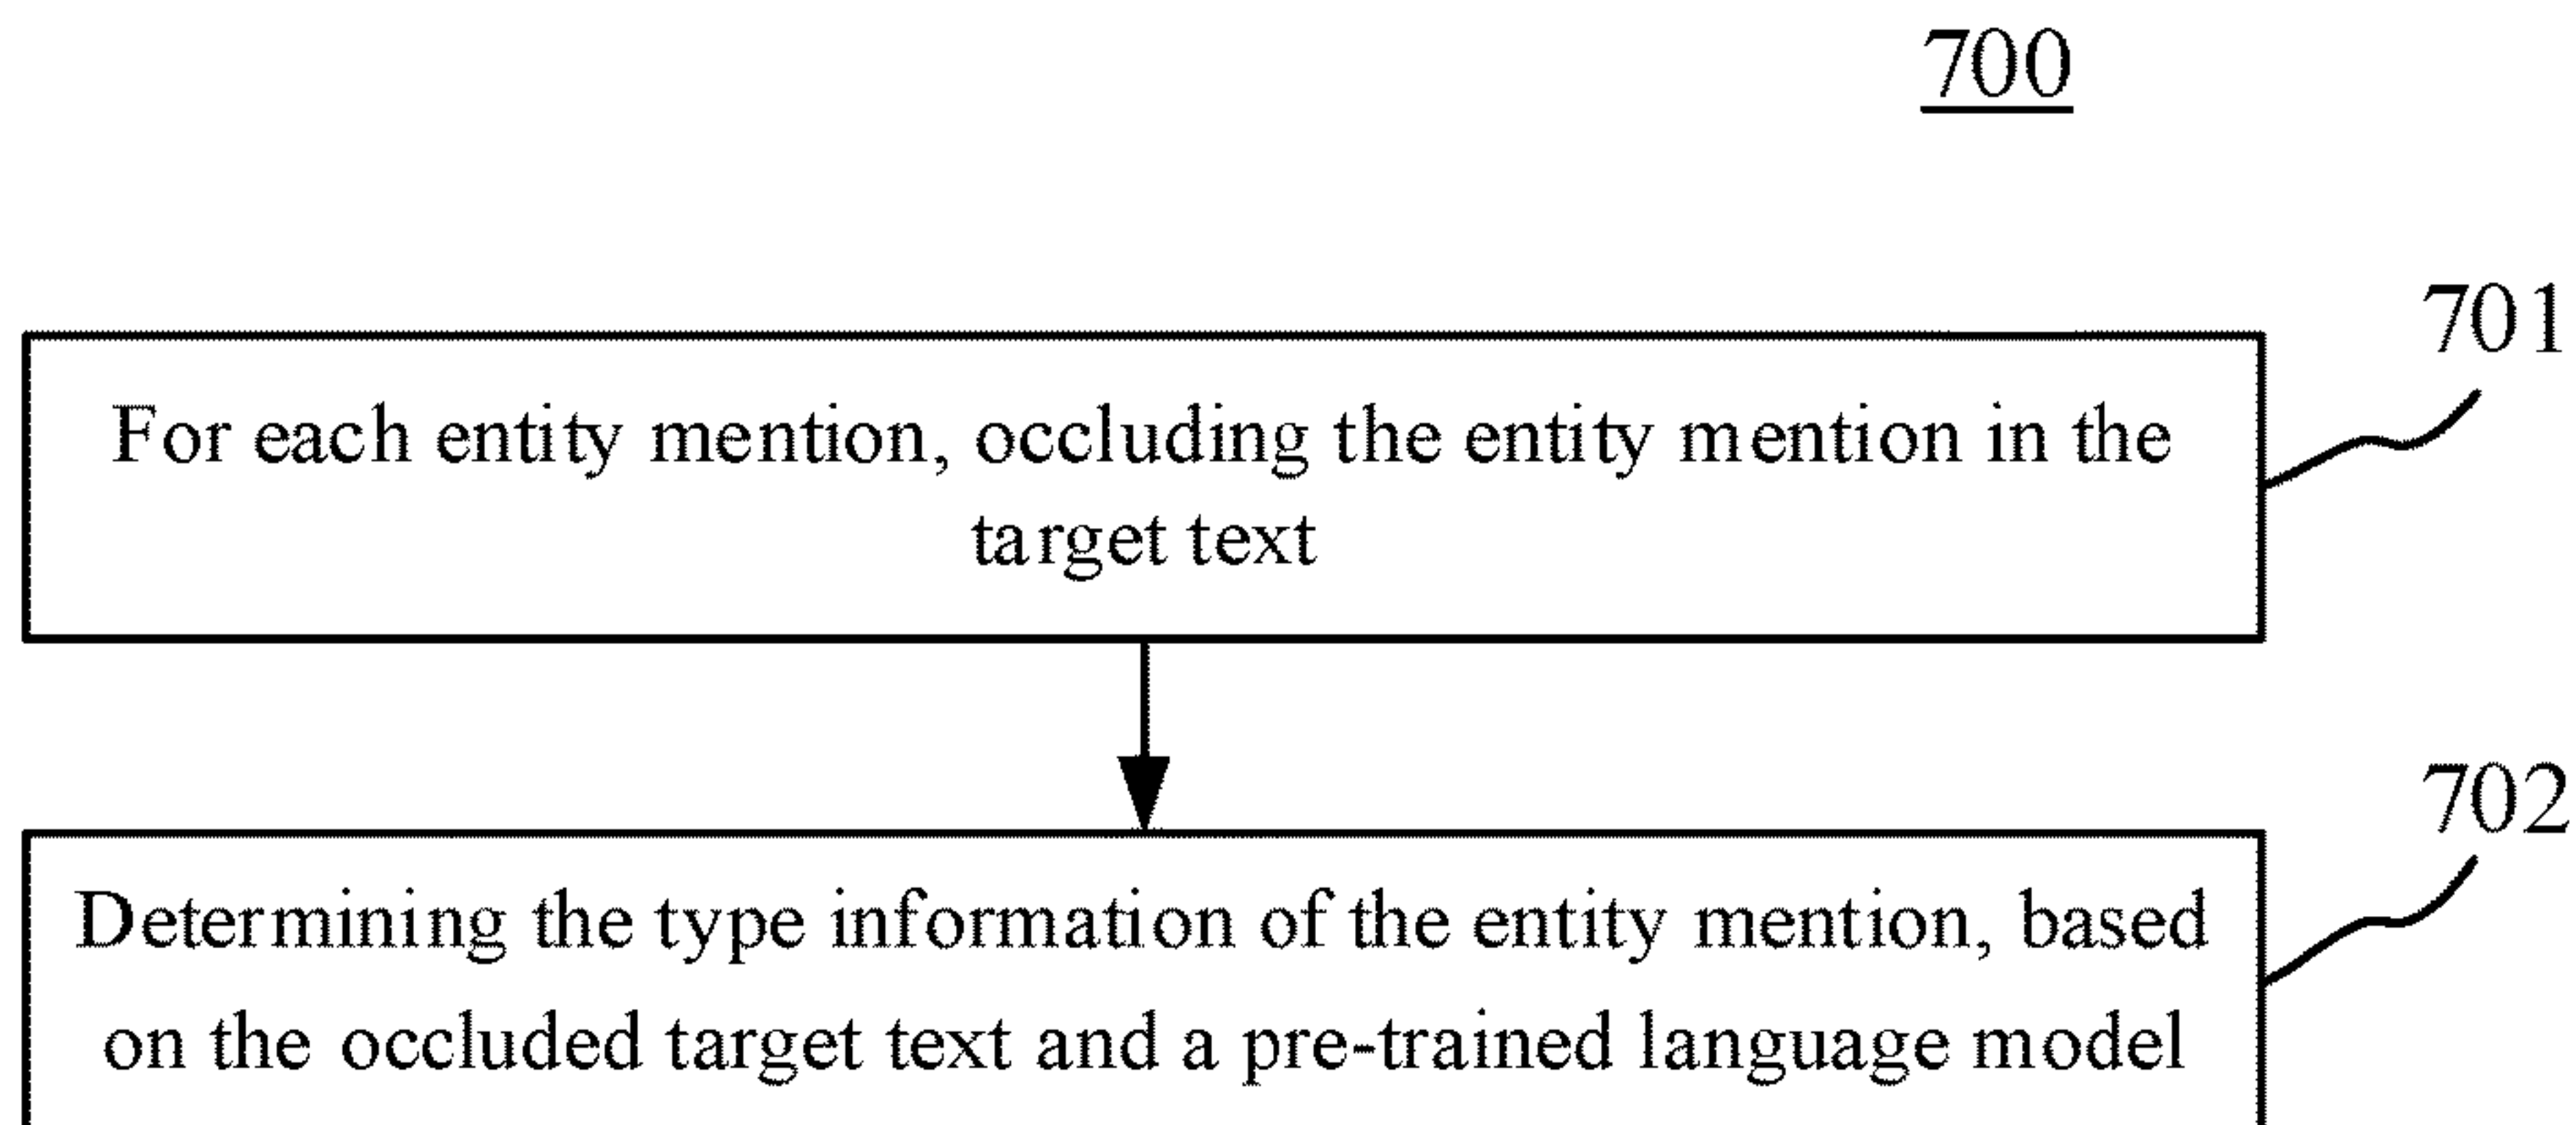 700
701
For each entity mention, occluding the entity mention in the
target text
702
Determining the type information of the entity mention, based
on the occluded target text and a pre-trained language model